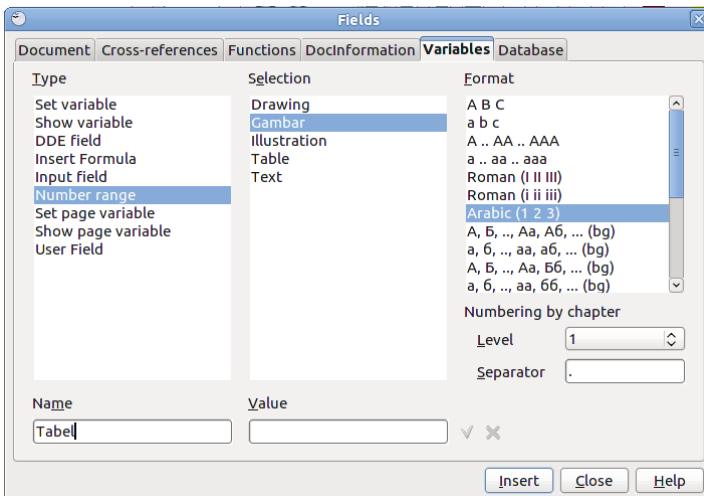 Fields
Document Cross-references Functions DocInformation Variables Database
Type
Set variable
Show variable
DDE field
Insert Formula
Input field
Number range
Set page variable
Show page variable
User Field
Selection
Drawing
Gambar
Illustration
Table
Text
Format
A B C
a b c
A .. AA .. AAA
a .. aa .. aaa
Roman (I II III)
Roman (i ii iii)
Arabic (1 2 3)
А, Б, .., Аа, Аб, ... (bg)
а, б, .., аа, аб, ... (bg)
А, Б, .., Аа, Бб, ... (bg)
а, б, .., аа, бб, ... (bg)
Numbering by chapter
Level 1
Separator .
Name
Tabel
Value
Insert Close Help